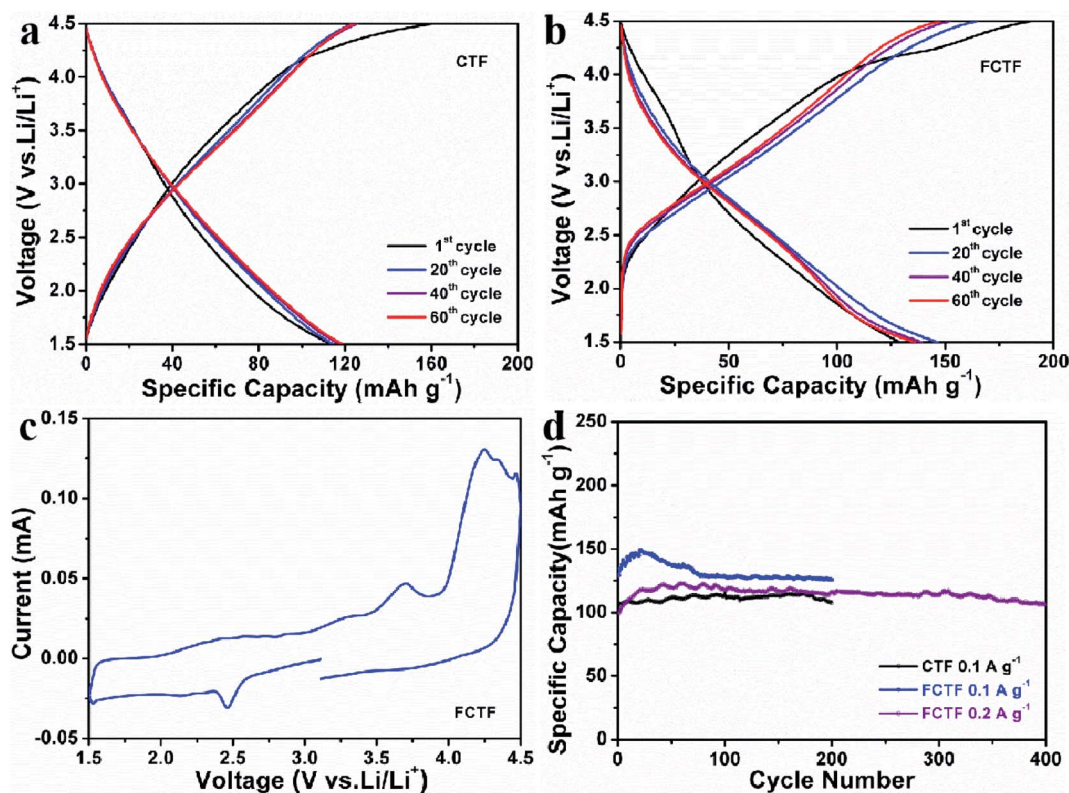 a
CTF
Voltage (V vs.Li/Li⁺)
4.5
4.0
3.5
3.0
2.5
2.0
1.5
1ˢᵗ cycle
20ᵗʰ cycle
40ᵗʰ cycle
60ᵗʰ cycle
0 40 80 120 160 200
Specific Capacity (mAh g⁻¹)
b
FCTF
Voltage (V vs.Li/Li⁺)
4.5
4.0
3.5
3.0
2.5
2.0
1.5
1ˢᵗ cycle
20ᵗʰ cycle
40ᵗʰ cycle
60ᵗʰ cycle
0 50 100 150 200
Specific Capacity (mAh g⁻¹)
c
Current (mA)
0.15
0.10
0.05
0.00
-0.05
FCTF
1.5 2.0 2.5 3.0 3.5 4.0 4.5
Voltage (V vs.Li/Li⁺)
d
Specific Capacity(mAh g⁻¹)
250
200
150
100
50
0
CTF 0.1 A g⁻¹
FCTF 0.1 A g⁻¹
FCTF 0.2 A g⁻¹
0 100 200 300 400
Cycle Number